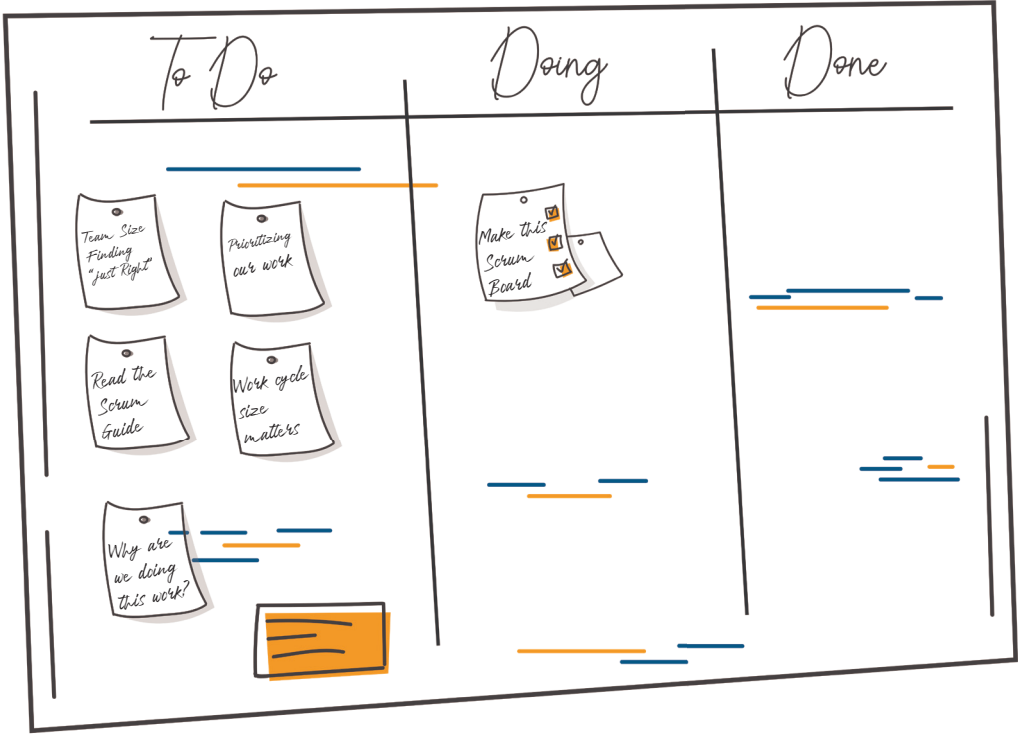 To Do
Doing
Done
Team Size
Finding
"Just Right"
Prioritizing
our work
Read the
Scrum
Guide
Work cycle
size
matters
Why are
we doing
this work?
Make this
Scrum
Board